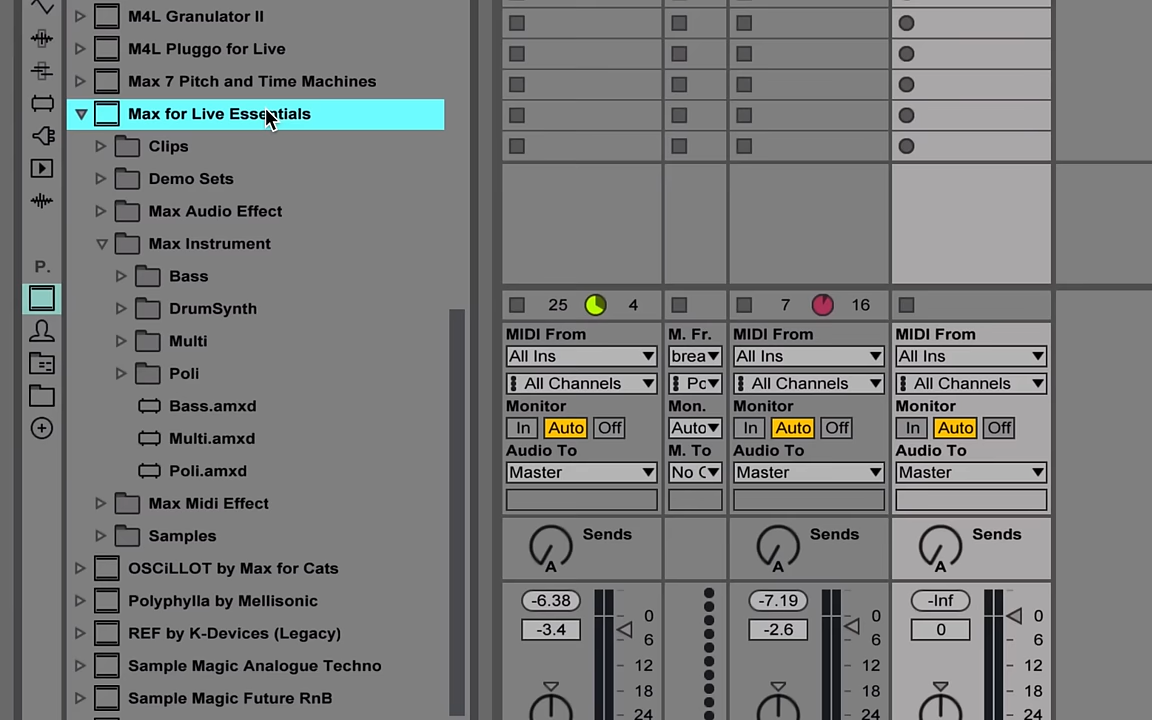 M4L Granulator II
M4L Pluggo for Live
Max 7 Pitch and Time Machines
Max for Live Essentials
Clips
Demo Sets
Max Audio Effect
Max Instrument
Bass
DrumSynth
Multi
Poli
Bass.amxd
Multi.amxd
Poli.amxd
Max Midi Effect
Samples
OSCiLLOT by Max for Cats
Polyphylla by Mellisonic
REF by K-Devices (Legacy)
Sample Magic Analogue Techno
Sample Magic Future RnB
P.
25 4 7 16
MIDI From M. Fr. MIDI From MIDI From
All Ins brea All Ins All Ins
All Channels Pc All Channels All Channels
Monitor Mon. Monitor Monitor
In Auto Off Auto In Auto Off In Auto Off
Audio To M. To Audio To Audio To
Master No C Master Master
Sends Sends Sends
A A A
-6.38 -7.19 -Inf
0 0 0
-3.4 -2.6 0
6 6 6
12 12 12
18 18 18
24 24 24